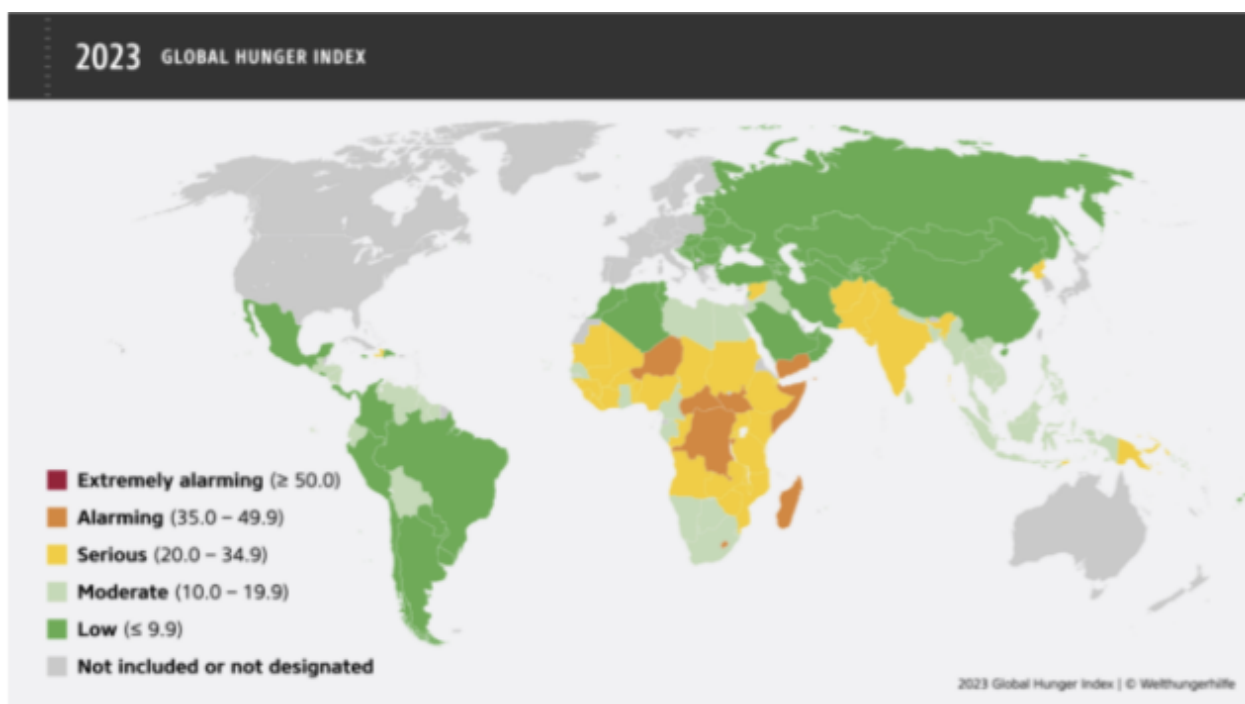 2023 GLOBAL HUNGER INDEX
Extremely alarming (≥ 50.0)
Alarming (35.0 – 49.9)
Serious (20.0 – 34.9)
Moderate (10.0 – 19.9)
Low (≤ 9.9)
Not included or not designated
2023 Global Hunger Index | © Welthungerhilfe